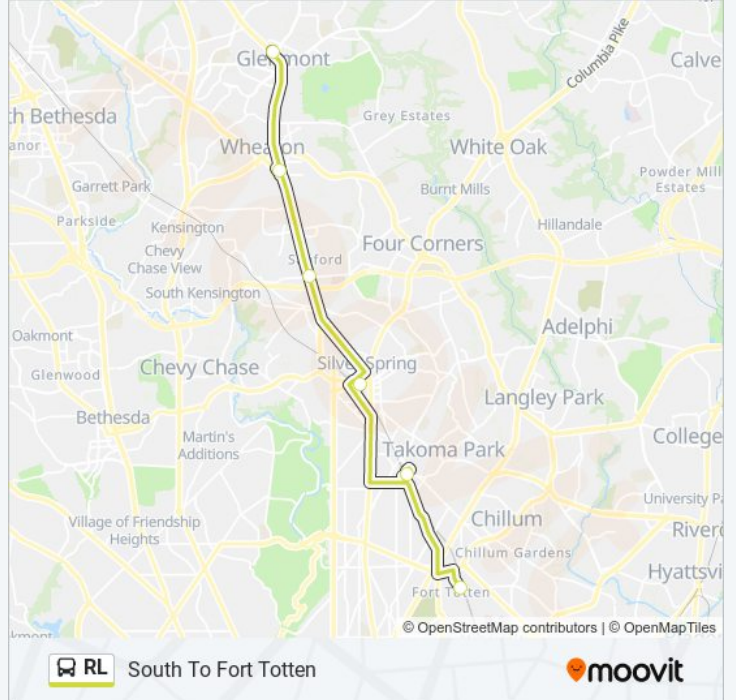 Glenmont
Calve
Columbia Pike
th Bethesda
Grey Estates
anor
Wheaton
White Oak
Garrett Park
Powder Mill
Estates
Burnt Mills
Parkside
Kensington
Hillandale
Chevy
Chase View
Four Corners
South Kensington
Oakmont
Adelphi
Silver Spring
Chevy Chase
Glenwood
Langley Park
Bethesda
Martin's
Additions
College
Takoma Park
University Pa
Village of Friendship
Heights
Chillum
Riverd
Chillum Gardens
Hyattsvi
Fort Totten
kmont
© OpenStreetMap contributors | © OpenMapTiles
RL South To Fort Totten
moovit